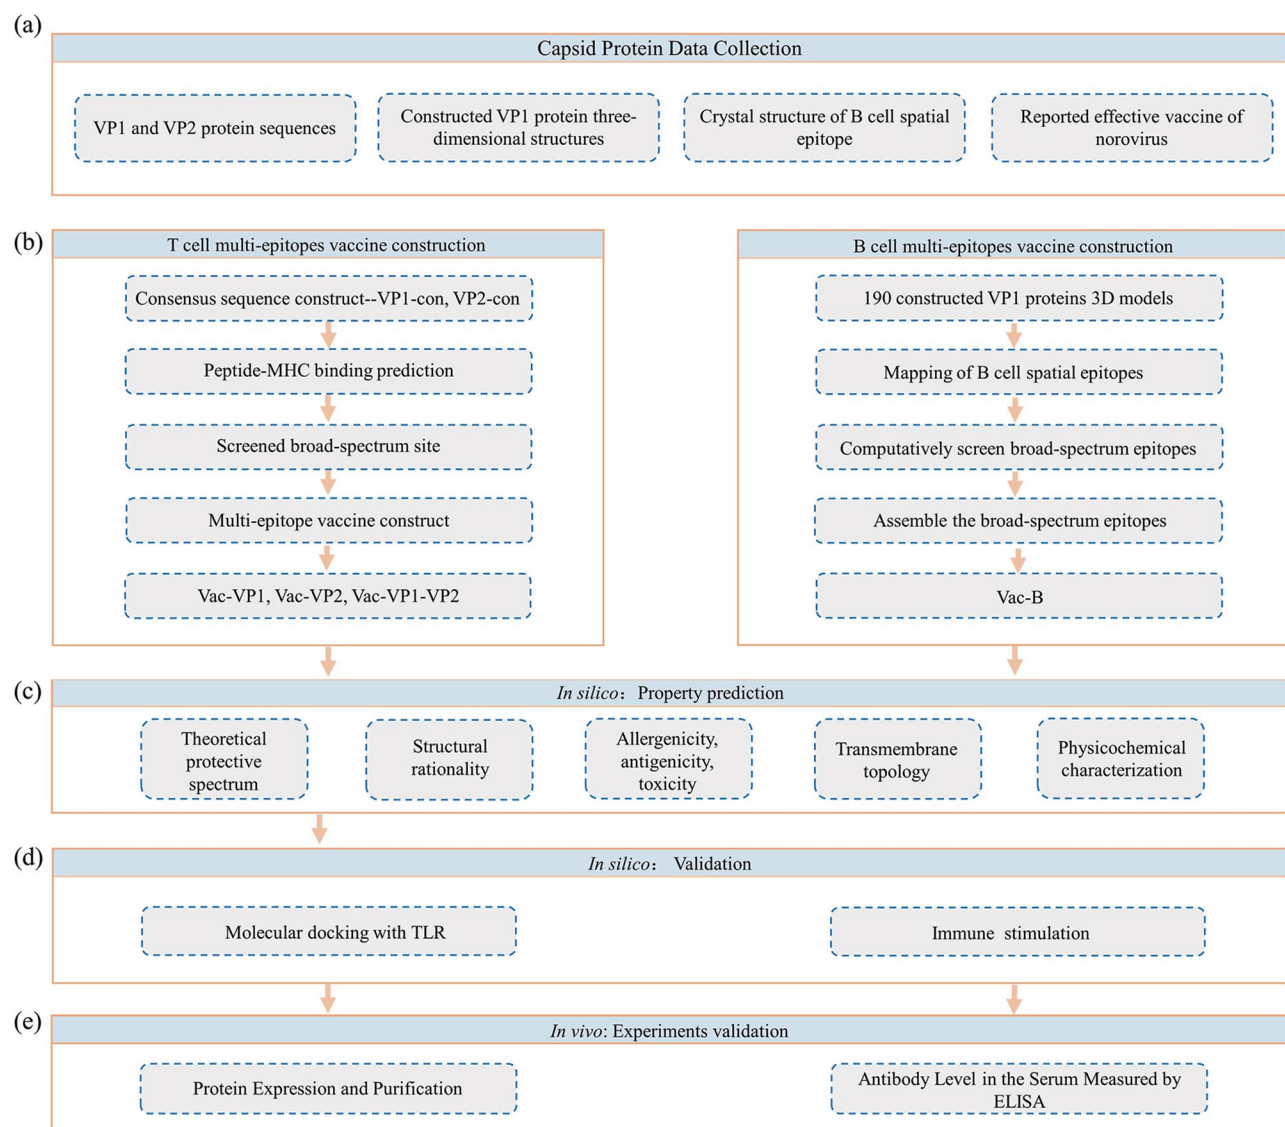 (a)
Capsid Protein Data Collection
VP1 and VP2 protein sequences
Constructed VP1 protein three-
dimensional structures
Crystal structure of B cell spatial
epitope
Reported effective vaccine of
norovirus
(b)
T cell multi-epitopes vaccine construction
Consensus sequence construct--VP1-con, VP2-con
Peptide-MHC binding prediction
Screened broad-spectrum site
Multi-epitope vaccine construct
Vac-VP1, Vac-VP2, Vac-VP1-VP2
B cell multi-epitopes vaccine construction
190 constructed VP1 proteins 3D models
Mapping of B cell spatial epitopes
Computatively screen broad-spectrum epitopes
Assemble the broad-spectrum epitopes
Vac-B
(c)
In silico：Property prediction
Theoretical
protective
spectrum
Structural
rationality
Allergenicity,
antigenicity,
toxicity
Transmembrane
topology
Physicochemical
characterization
(d)
In silico： Validation
Molecular docking with TLR
Immune stimulation
(e)
In vivo: Experiments validation
Protein Expression and Purification
Antibody Level in the Serum Measured by
ELISA